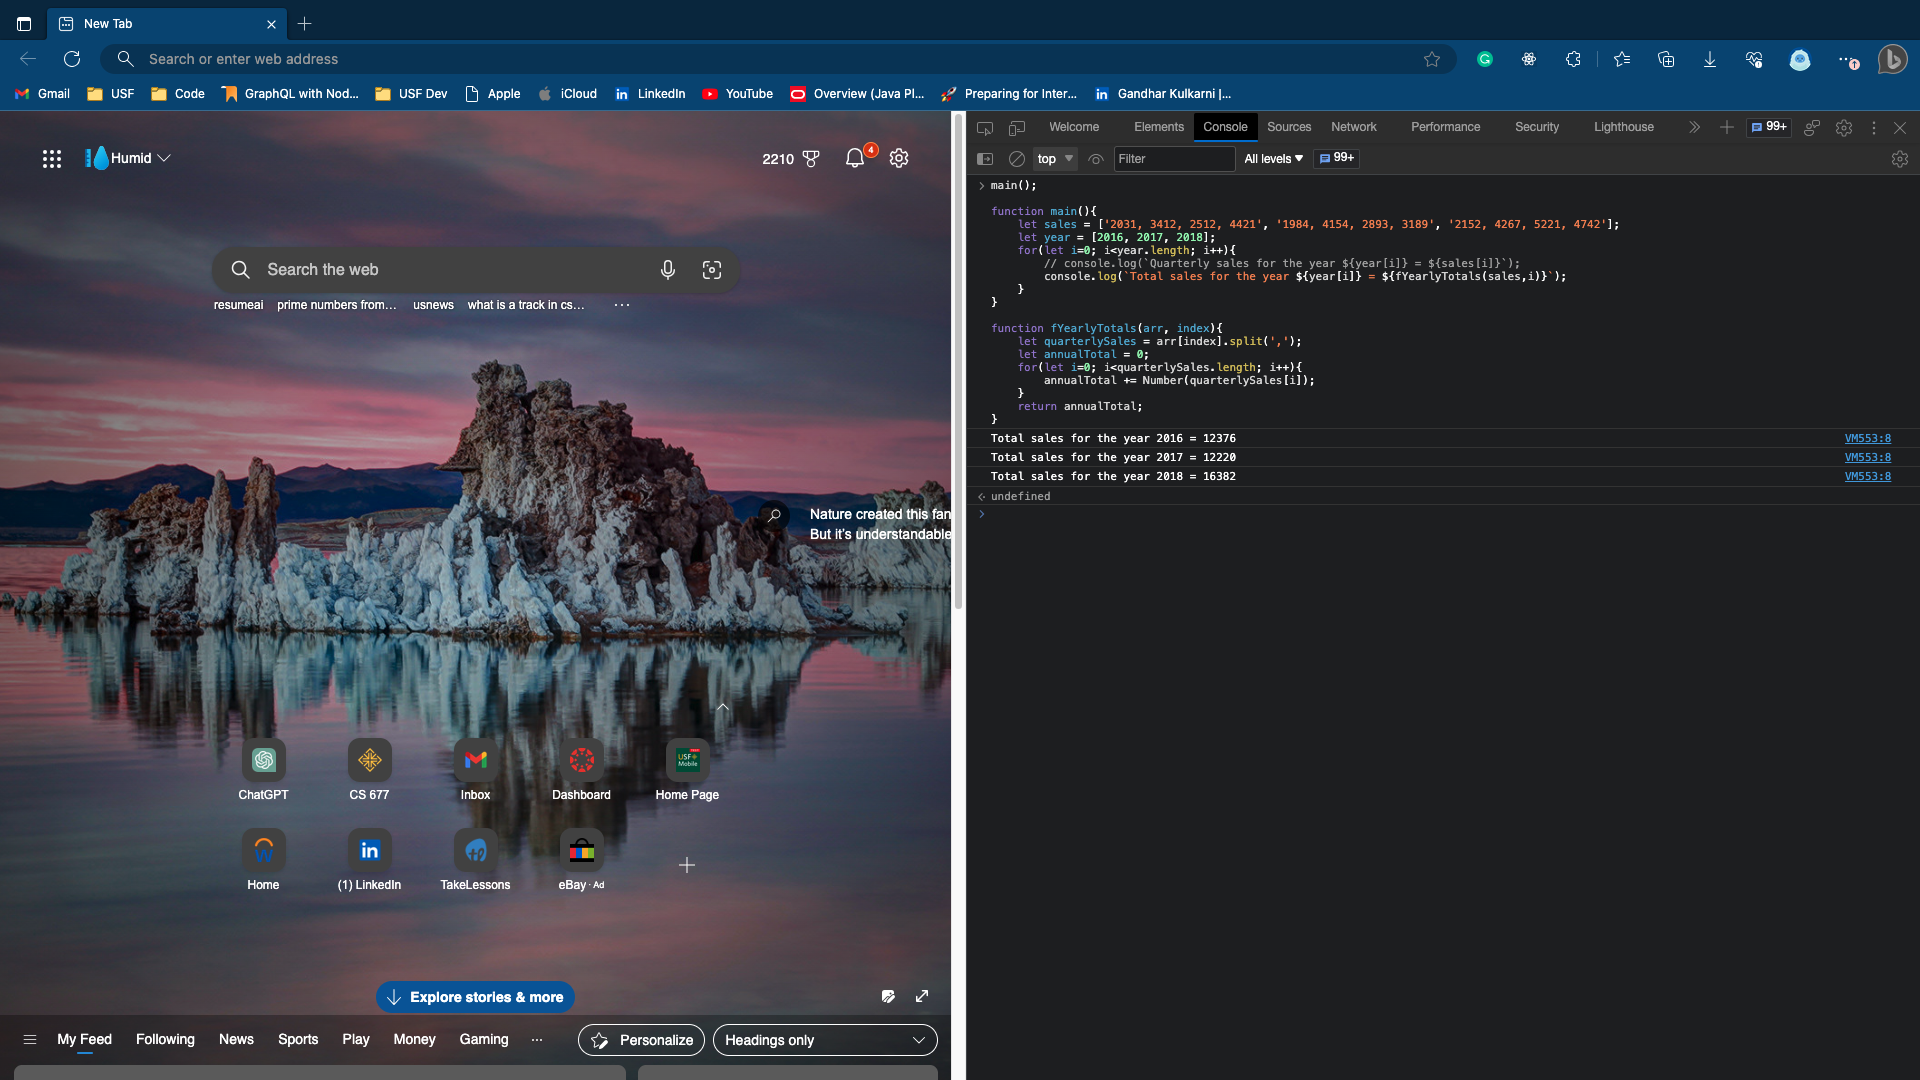 New Tab
Search or enter web address
Gmail USF Code GraphQL with Nod... USF Dev Apple iCloud LinkedIn YouTube Overview (Java Pl... Preparing for Inter... Gandhar Kulkarni |...
Humid
2210
4
Search the web
resumeai prime numbers from... usnews what is a track in cs... ...
Nature created this fan
But it's understandable
ChatGPT CS 677 Inbox Dashboard Home Page
USF
Mobile
Home (1) LinkedIn TakeLessons eBay · Ad
Explore stories & more
My Feed Following News Sports Play Money Gaming ... Personalize Headings only
Welcome Elements Console Sources Network Performance Security Lighthouse 99+
top Filter All levels 99+
main();
function main(){
let sales = ['2031, 3412, 2512, 4421', '1984, 4154, 2893, 3189', '2152, 4267, 5221, 4742'];
let year = [2016, 2017, 2018];
for(let i=0; i<year.length; i++){
// console.log(`Quarterly sales for the year ${year[i]} = ${sales[i]}`);
console.log(`Total sales for the year ${year[i]} = ${fYearlyTotals(sales,i)}`);
}
}
function fYearlyTotals(arr, index){
let quarterlySales = arr[index].split(',');
let annualTotal = 0;
for(let i=0; i<quarterlySales.length; i++){
annualTotal += Number(quarterlySales[i]);
}
return annualTotal;
}
Total sales for the year 2016 = 12376 VM553:8
Total sales for the year 2017 = 12220 VM553:8
Total sales for the year 2018 = 16382 VM553:8
undefined